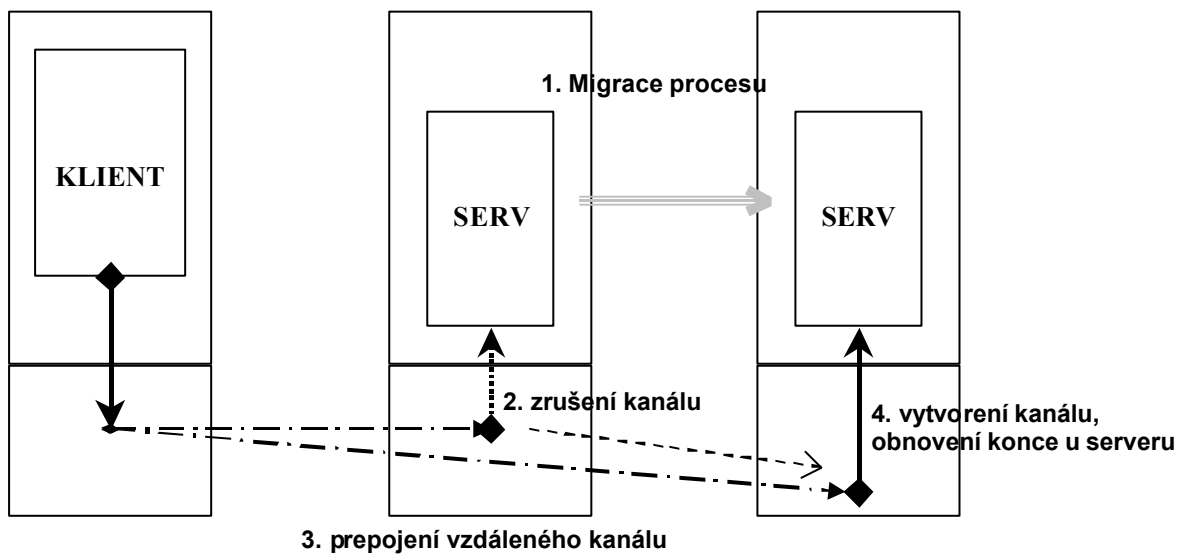 1. Migrace procesu
KLIENT
SERV
SERV
2. zrušení kanálu
4. vytvorení kanálu,
obnovení konce u serveru
3. prepojení vzdáleného kanálu